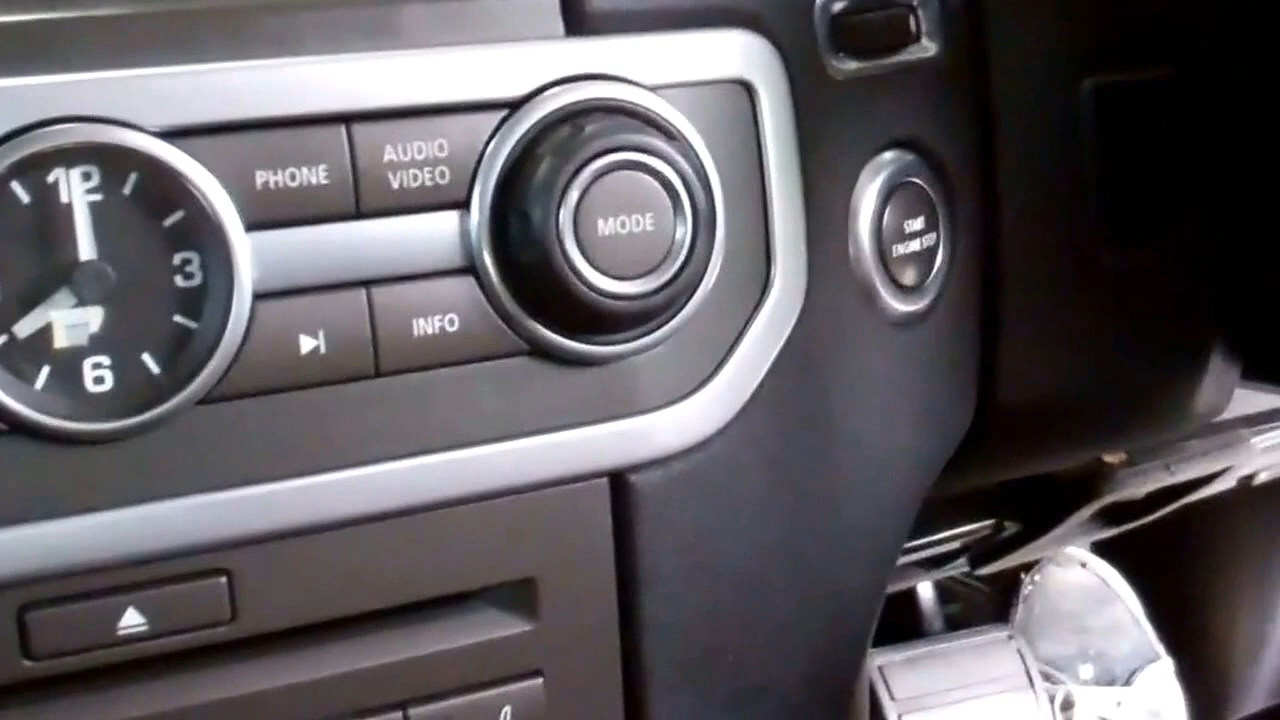 12
3
6
PHONE
AUDIO
VIDEO
MODE
INFO
START
ENGINE STOP